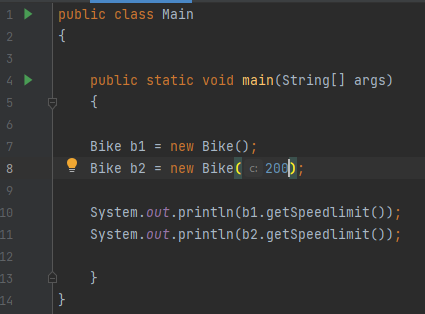 1 public class Main
2 {
3
4 public static void main(String[] args)
5 {
6
7 Bike b1 = new Bike();
8 Bike b2 = new Bike( c: 200);
9
10 System.out.println(b1.getSpeedlimit());
11 System.out.println(b2.getSpeedlimit());
12
13 }
14 }